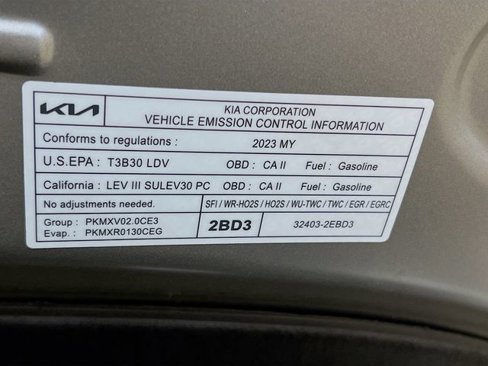 KIA
KIA CORPORATION
VEHICLE EMISSION CONTROL INFORMATION
Conforms to regulations : 2023 MY
U.S.EPA : T3B30 LDV OBD : CA II Fuel : Gasoline
California : LEV III SULEV30 PC OBD : CA II Fuel : Gasoline
No adjustments needed. SFI / WR-HO2S / HO2S / WU-TWC / TWC / EGR / EGRC
Group : PKMXV02.0CE3
Evap. : PKMXR0130CEG
2BD3
32403-2EBD3